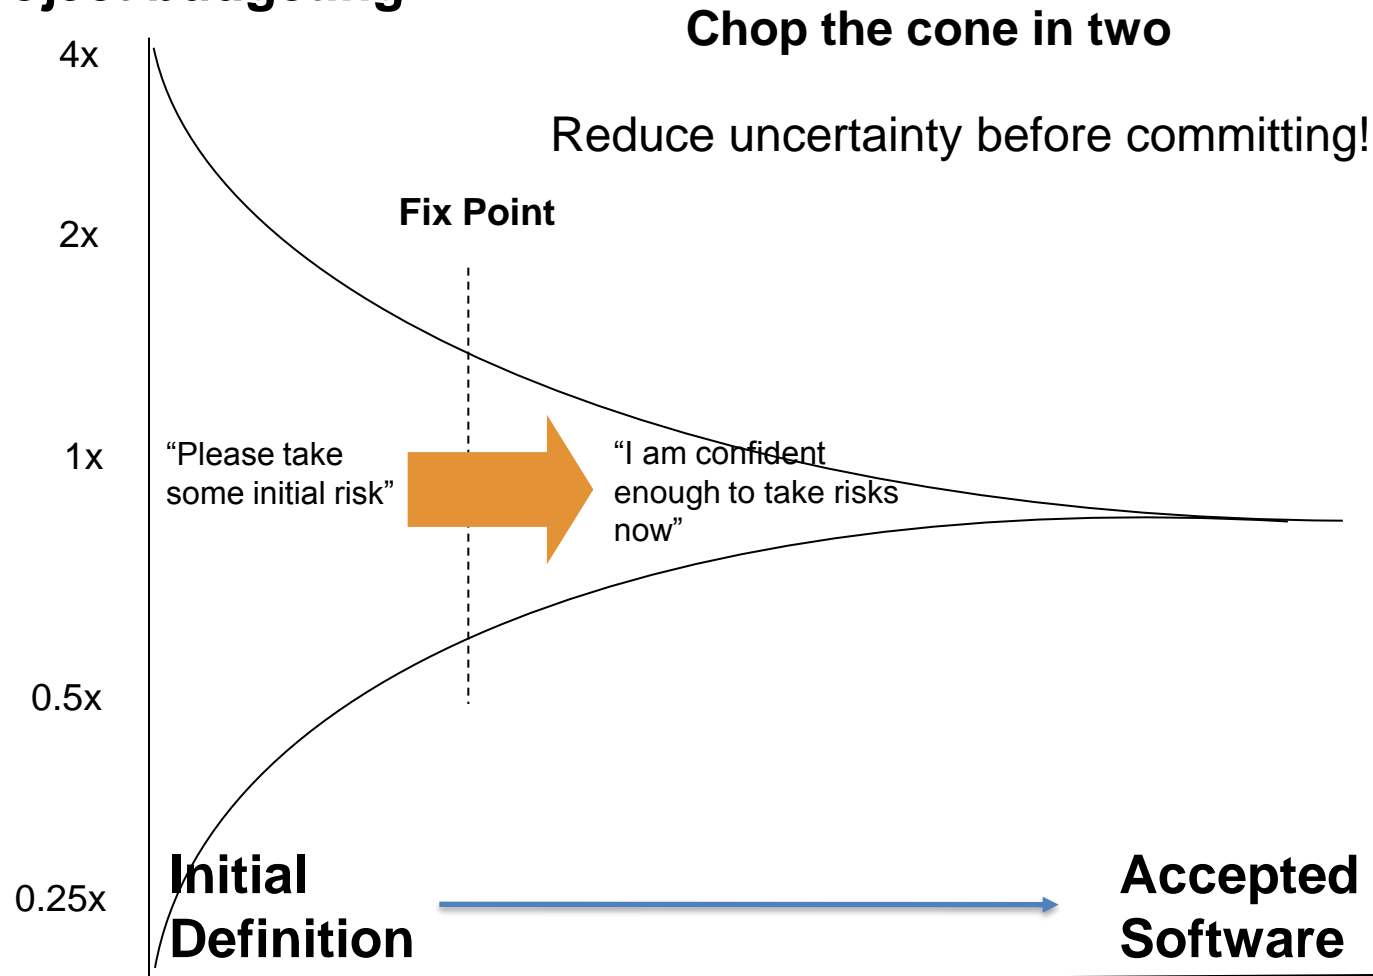 budgeting
Chop the cone in two
4x
Reduce uncertainty before committing!
Fix Point
2x
1x
“Please take
some initial risk”
“I am confident
enough to take risks
now”
0.5x
0.25x
Initial
Definition
Accepted
Software